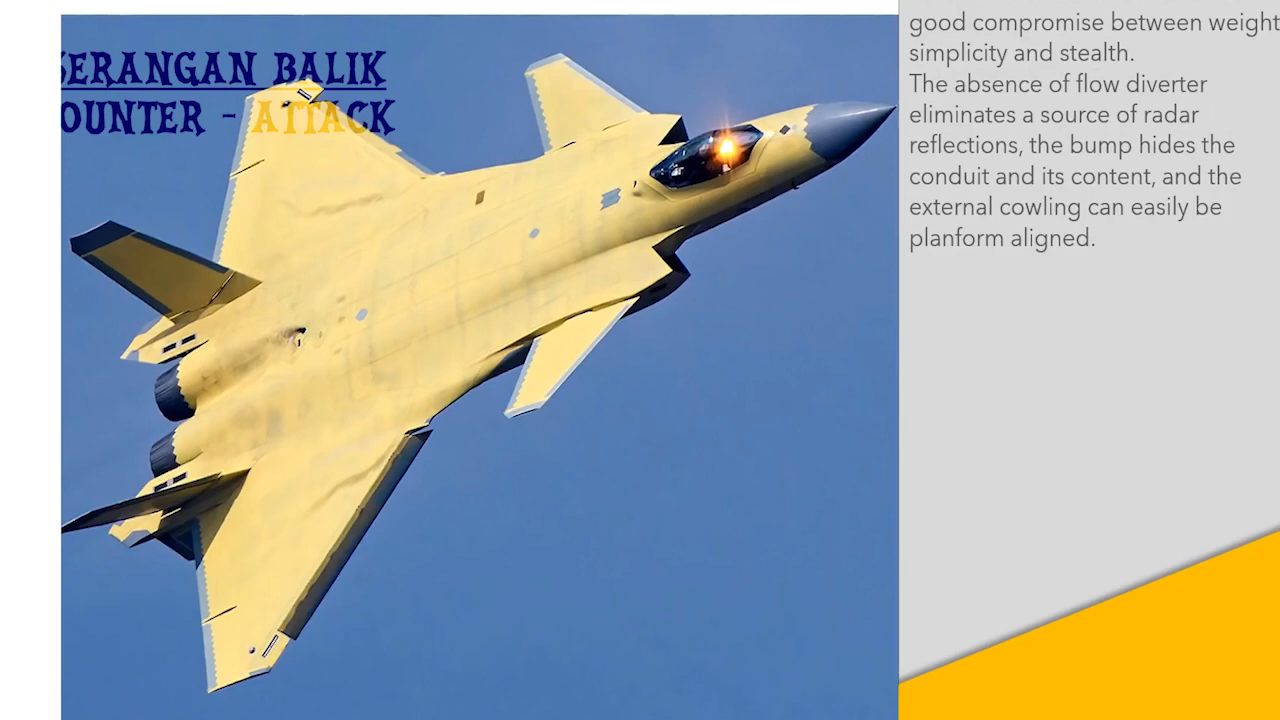 SERANGAN BALIK
OUNTER - ATTACK
good compromise between weight
simplicity and stealth.
The absence of flow diverter
eliminates a source of radar
reflections, the bump hides the
conduit and its content, and the
external cowling can easily be
planform aligned.